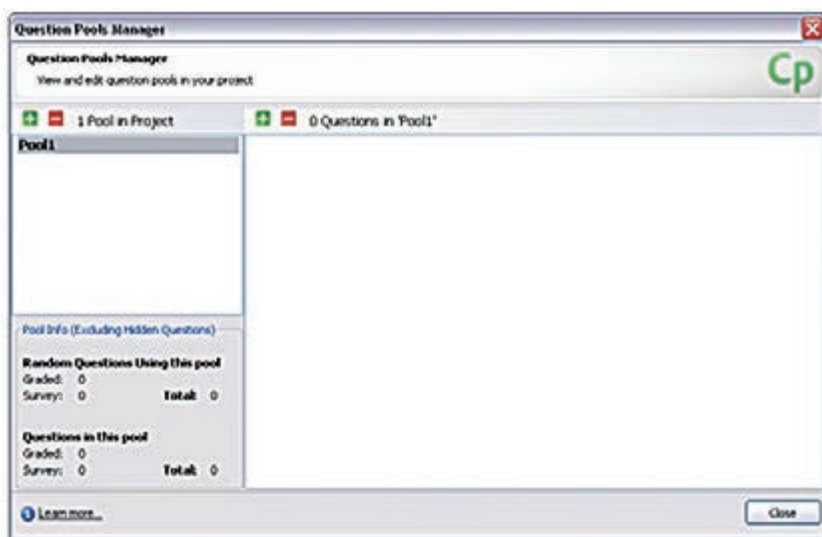 Question Pools Manager
Question Pools Manager
View and edit question pools in your project
Cp
1 Pool in Project
0 Questions in 'Pool1'
Pool1
Pool Info (Excluding Hidden Questions)
Random Questions Using this pool
Graded: 0
Survey: 0 Total: 0
Questions in this pool
Graded: 0
Survey: 0 Total: 0
Learn more...
Close